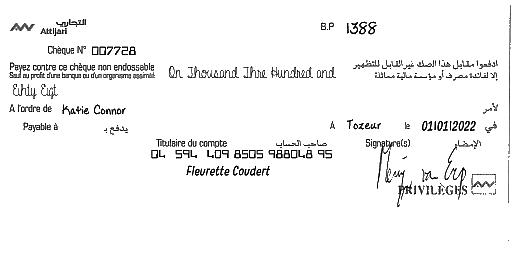 التجاري
Attijari
B.P 1388
Chèque N° 007728
Payez contre ce chèque non endossable
Sauf au profit d'une banque ou d'un organisme assimilé
On Thousand Thre Hundred and
ادفعوا مقابل هذا الصك غير القابل للتظهير
إلا لفائدة مصرف أو مؤسسة مالية مماثلة
Eihty Eigt
A l'ordre de Katie Connor
لأمر
Payable à يدفع بـ
A Tozeur le 01/01/2022 في
Titulaire du compte صاحب الحساب
Signature(s) الإمضاء
04 594 409 8505 988048 95
Fleurette Coudert
PRIVILÈGES